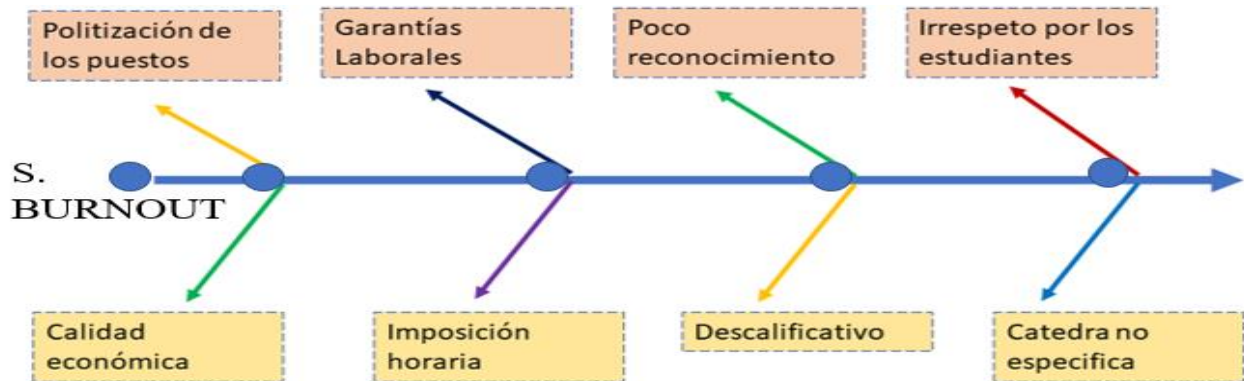 Politización de
los puestos
Garantías
Laborales
Poco
reconocimiento
Irrespeto por los
estudiantes
S.
BURNOUT
Calidad
económica
Imposición
horaria
Descalificativo
Catedra no
especifica